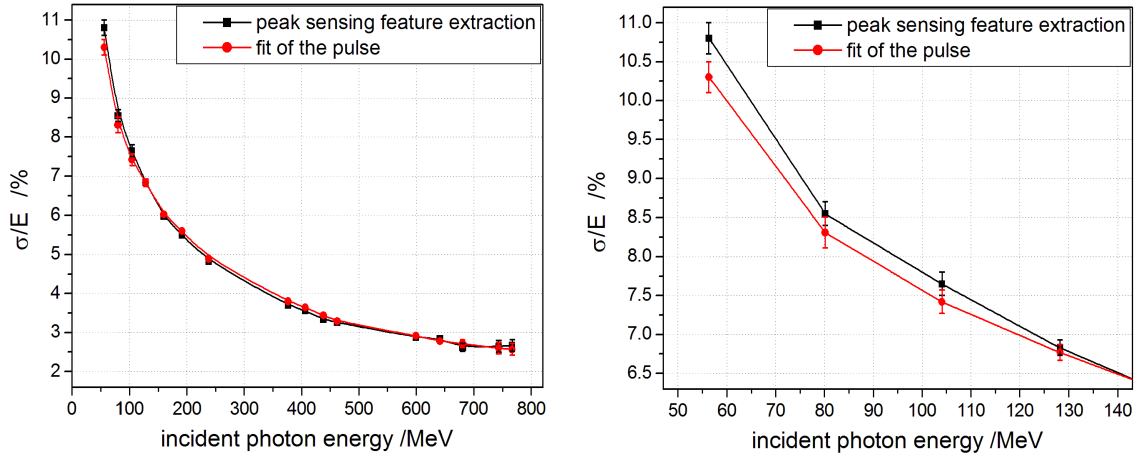 peak sensing feature extraction
fit of the pulse
11
10
9
8
7
6
5
4
3
2
σ/E /%
0 100 200 300 400 500 600 700 800
incident photon energy /MeV
peak sensing feature extraction
fit of the pulse
11.0
10.5
10.0
9.5
9.0
8.5
8.0
7.5
7.0
6.5
σ/E /%
50 60 70 80 90 100 110 120 130 140
incident photon energy /MeV